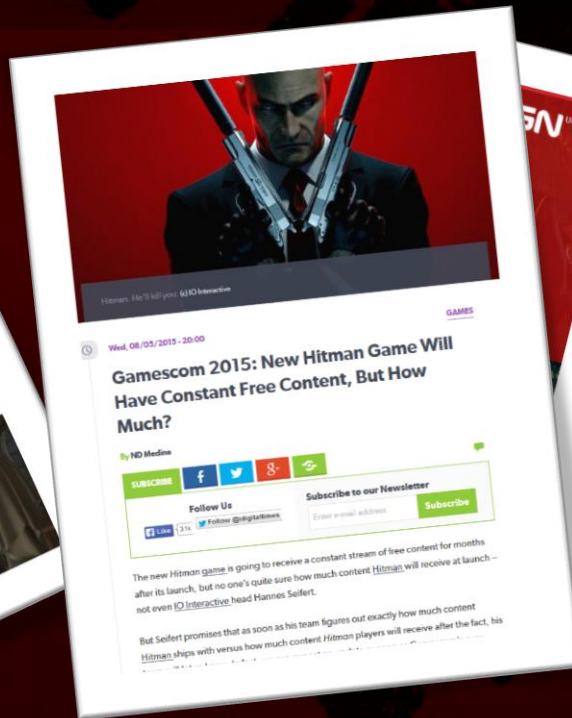 Hitman. He'll kill you. (c) IO Interactive
GAMES
Wed, 08/05/2015 - 20:00
Gamescom 2015: New Hitman Game Will
Have Constant Free Content, But How
Much?
By ND Medina
SUBSCRIBE
f
8+
Follow Us
Like
31k
Follow @idigitaltimes
Subscribe to our Newsletter
Enter e-mail address
Subscribe
The new Hitman game is going to receive a constant stream of free content for months
after its launch, but no one's quite sure how much content Hitman will receive at launch –
not even IO Interactive head Hannes Seifert.
But Seifert promises that as soon as his team figures out exactly how much content
Hitman ships with versus how much content Hitman players will receive after the fact, his